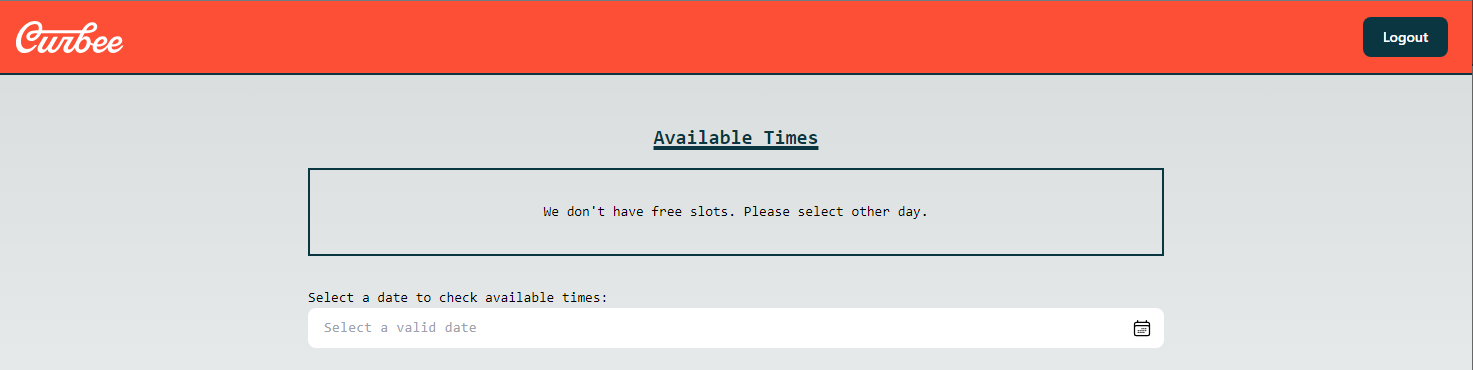 Curbee
Logout
Available Times
We don't have free slots. Please select other day.
Select a date to check available times:
Select a valid date